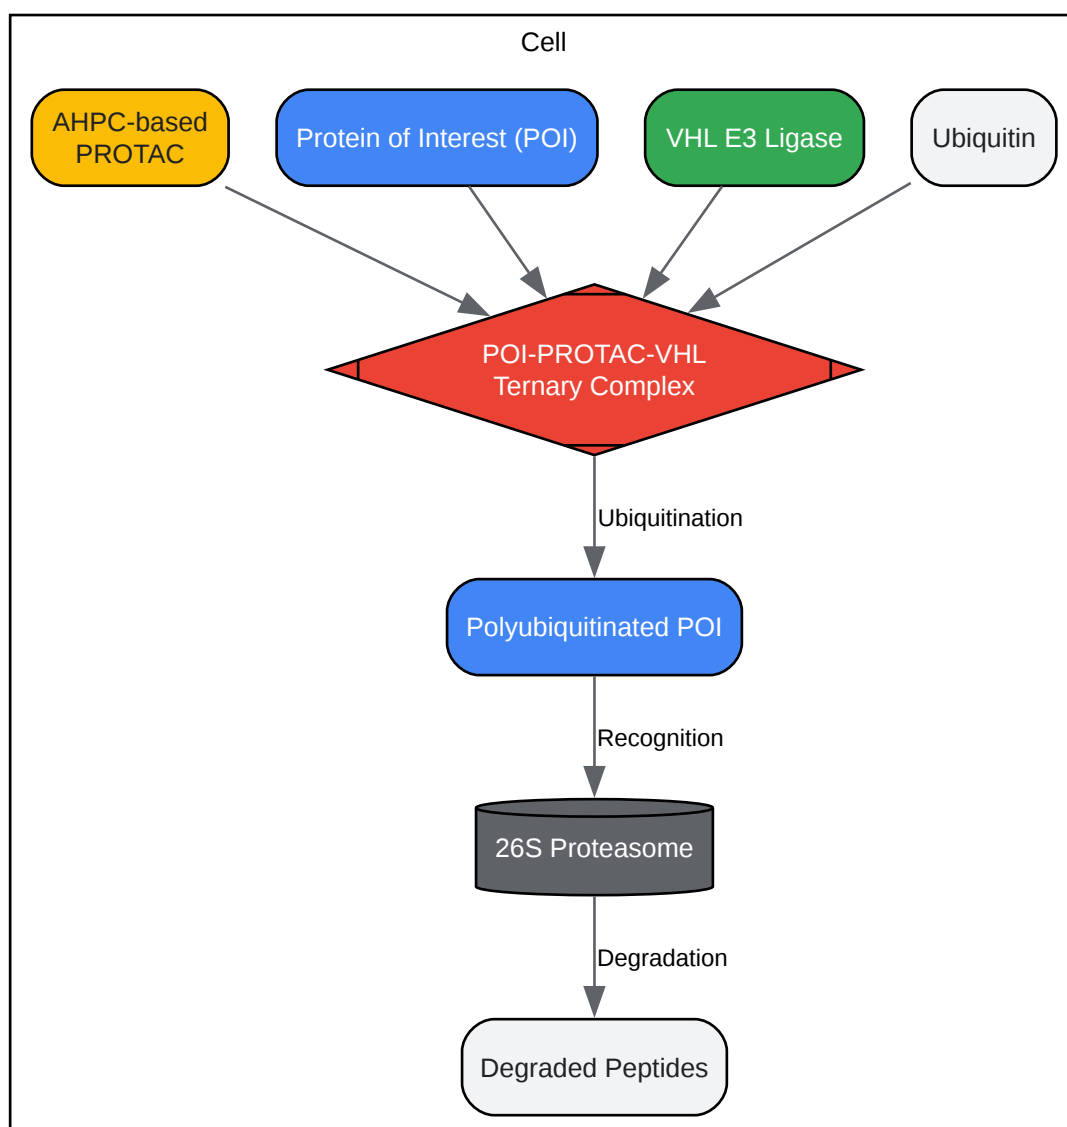 Cell
AHPC-based
PROTAC
Protein of Interest (POI)
VHL E3 Ligase
Ubiquitin
POI-PROTAC-VHL
Ternary Complex
Ubiquitination
Polyubiquitinated POI
Recognition
26S Proteasome
Degradation
Degraded Peptides